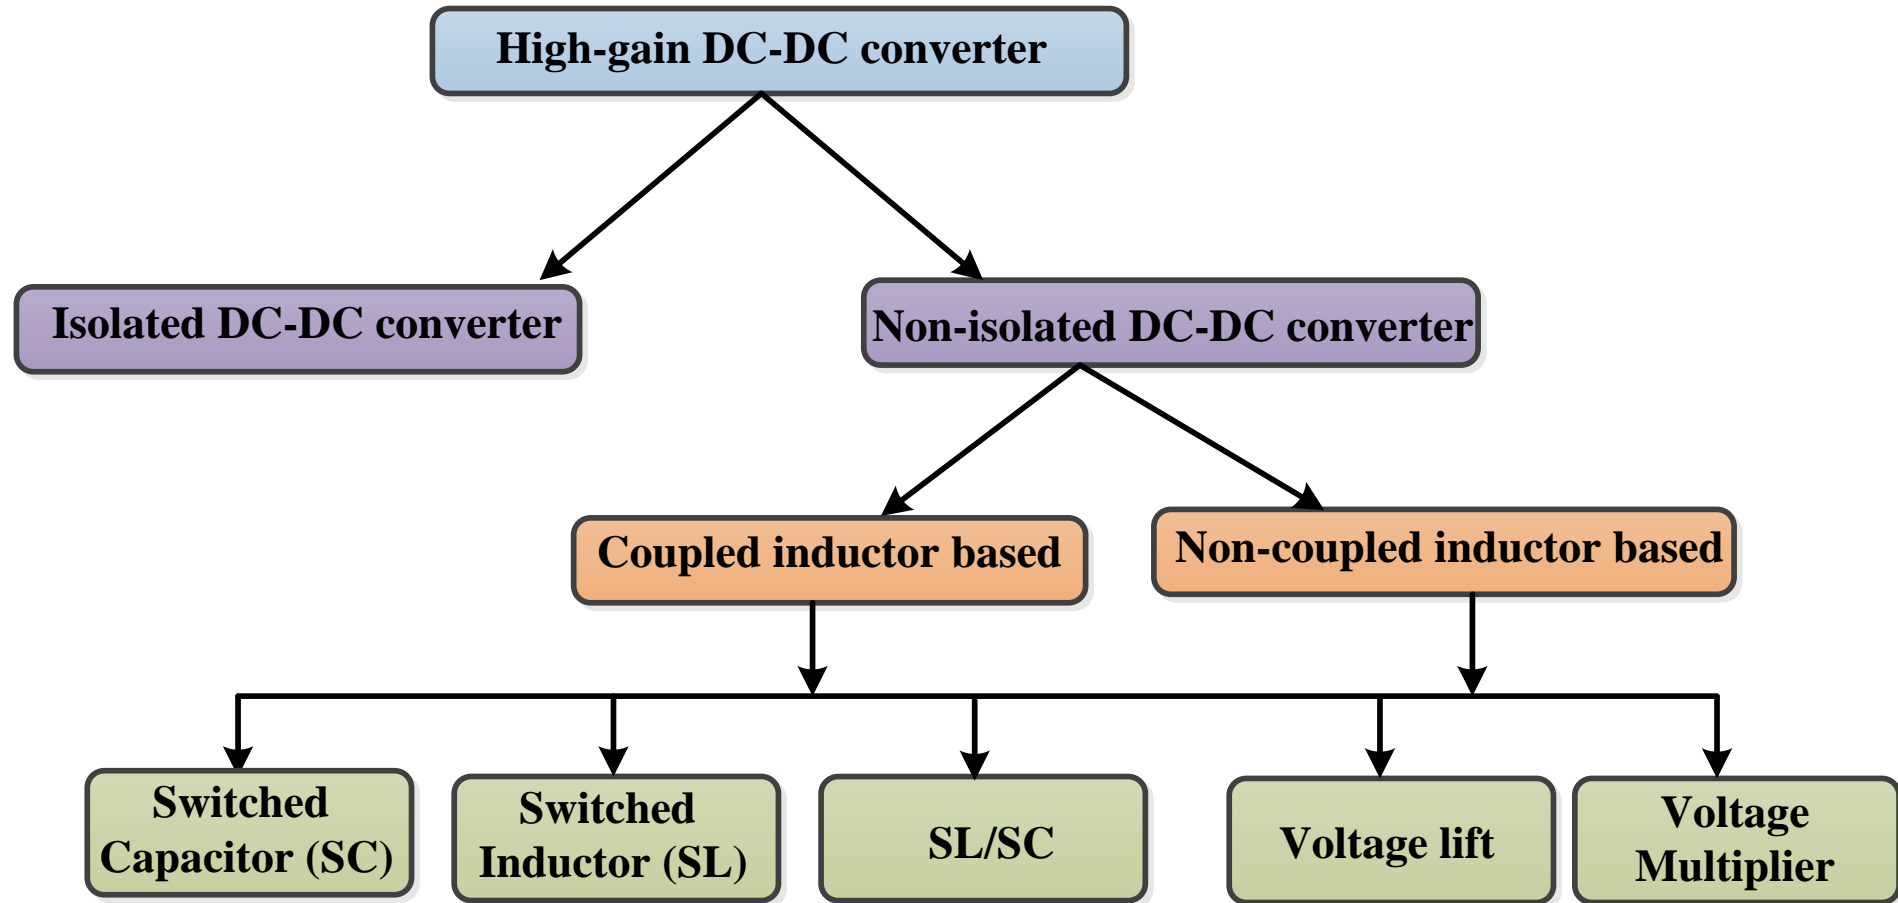 High-gain DC-DC converter
Isolated DC-DC converter
Non-isolated DC-DC converter
Coupled inductor based
Non-coupled inductor based
Switched
Capacitor (SC)
Switched
Inductor (SL)
SL/SC
Voltage lift
Voltage
Multiplier